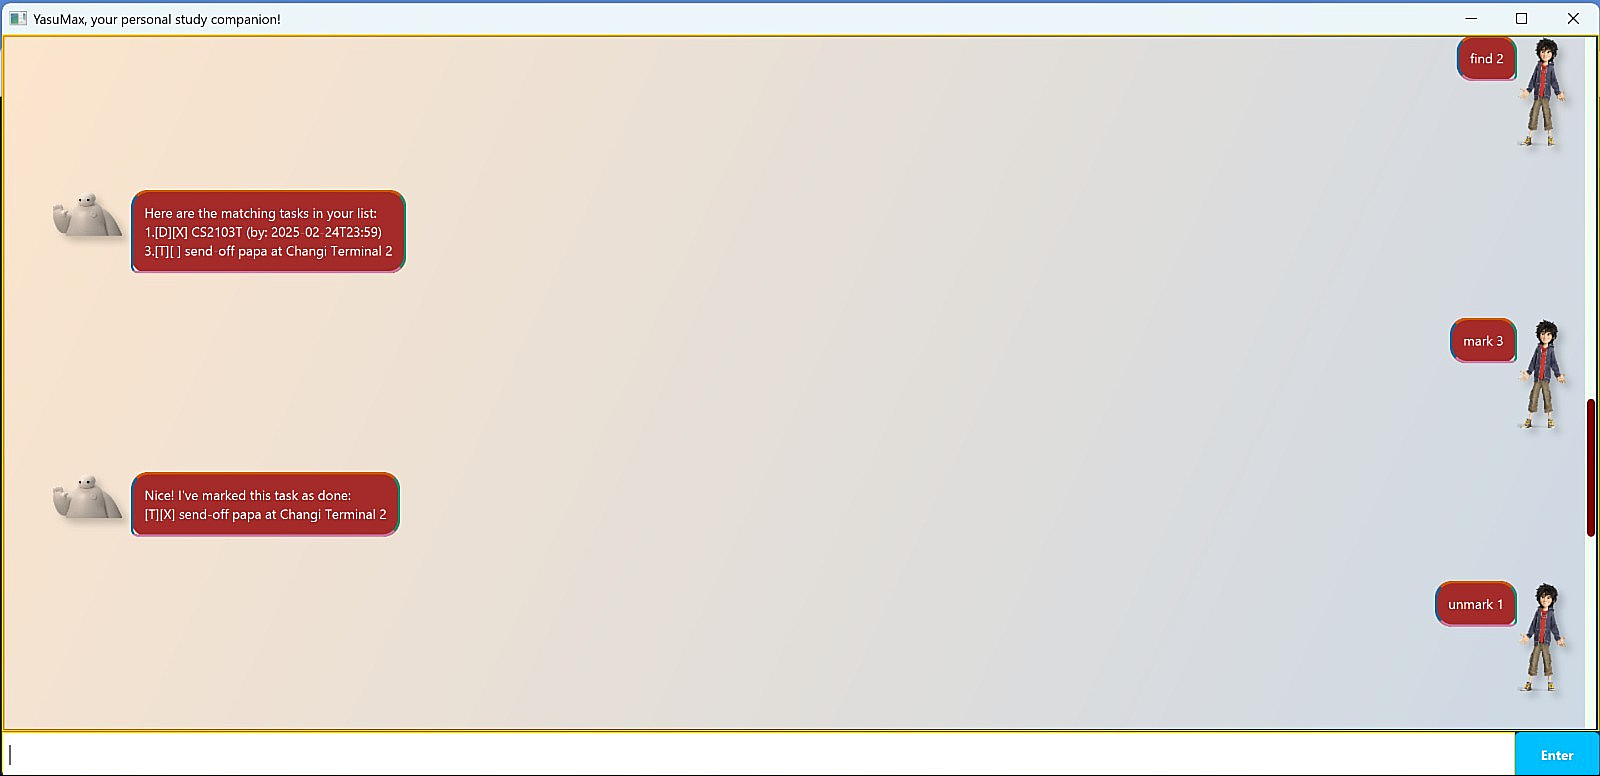 YasuMax, your personal study companion!
find 2
Here are the matching tasks in your list:
1.[D][X] CS2103T (by: 2025-02-24T23:59)
3.[T][ ] send-off papa at Changi Terminal 2
mark 3
Nice! I've marked this task as done:
[T][X] send-off papa at Changi Terminal 2
unmark 1
Enter